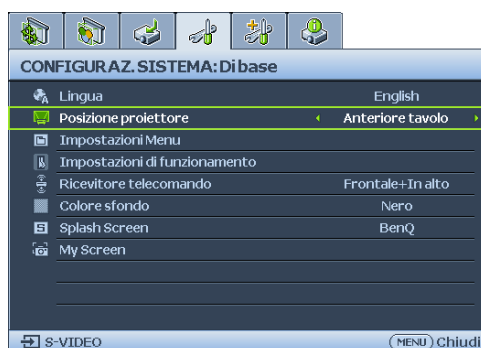 CONFIGURAZ. SISTEMA: Di base
Lingua English
Posizione proiettore Anteriore tavolo
Impostazioni Menu
Impostazioni di funzionamento
Ricevitore telecomando Frontale+In alto
Colore sfondo Nero
Splash Screen BenQ
My Screen
S-VIDEO MENU Chiudi